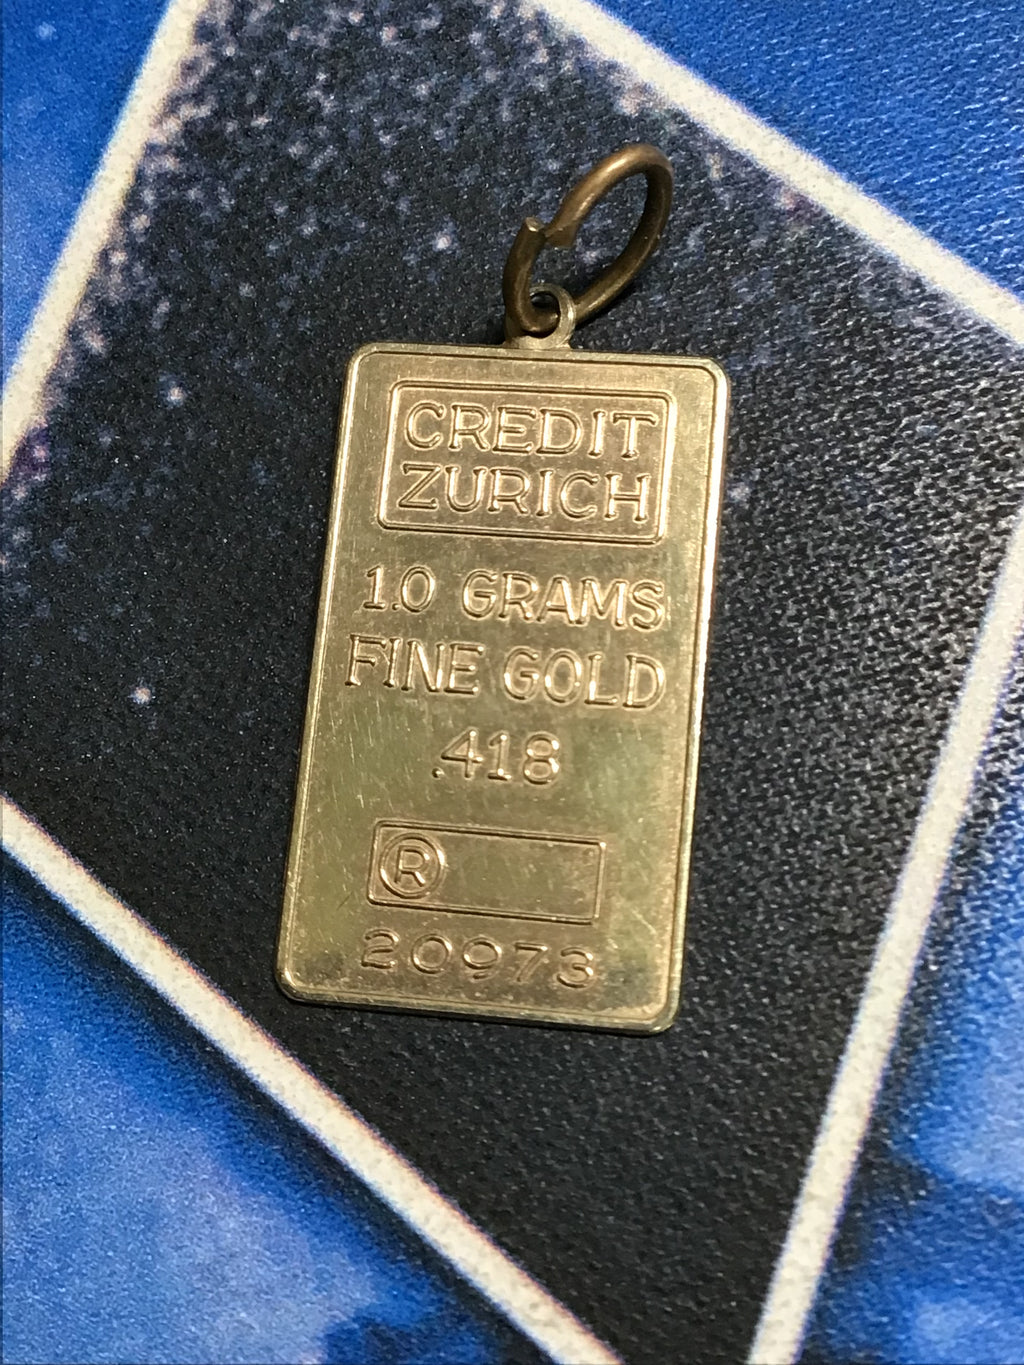 CREDIT
ZURICH
1.0 GRAMS
FINE GOLD
.418
®
20973